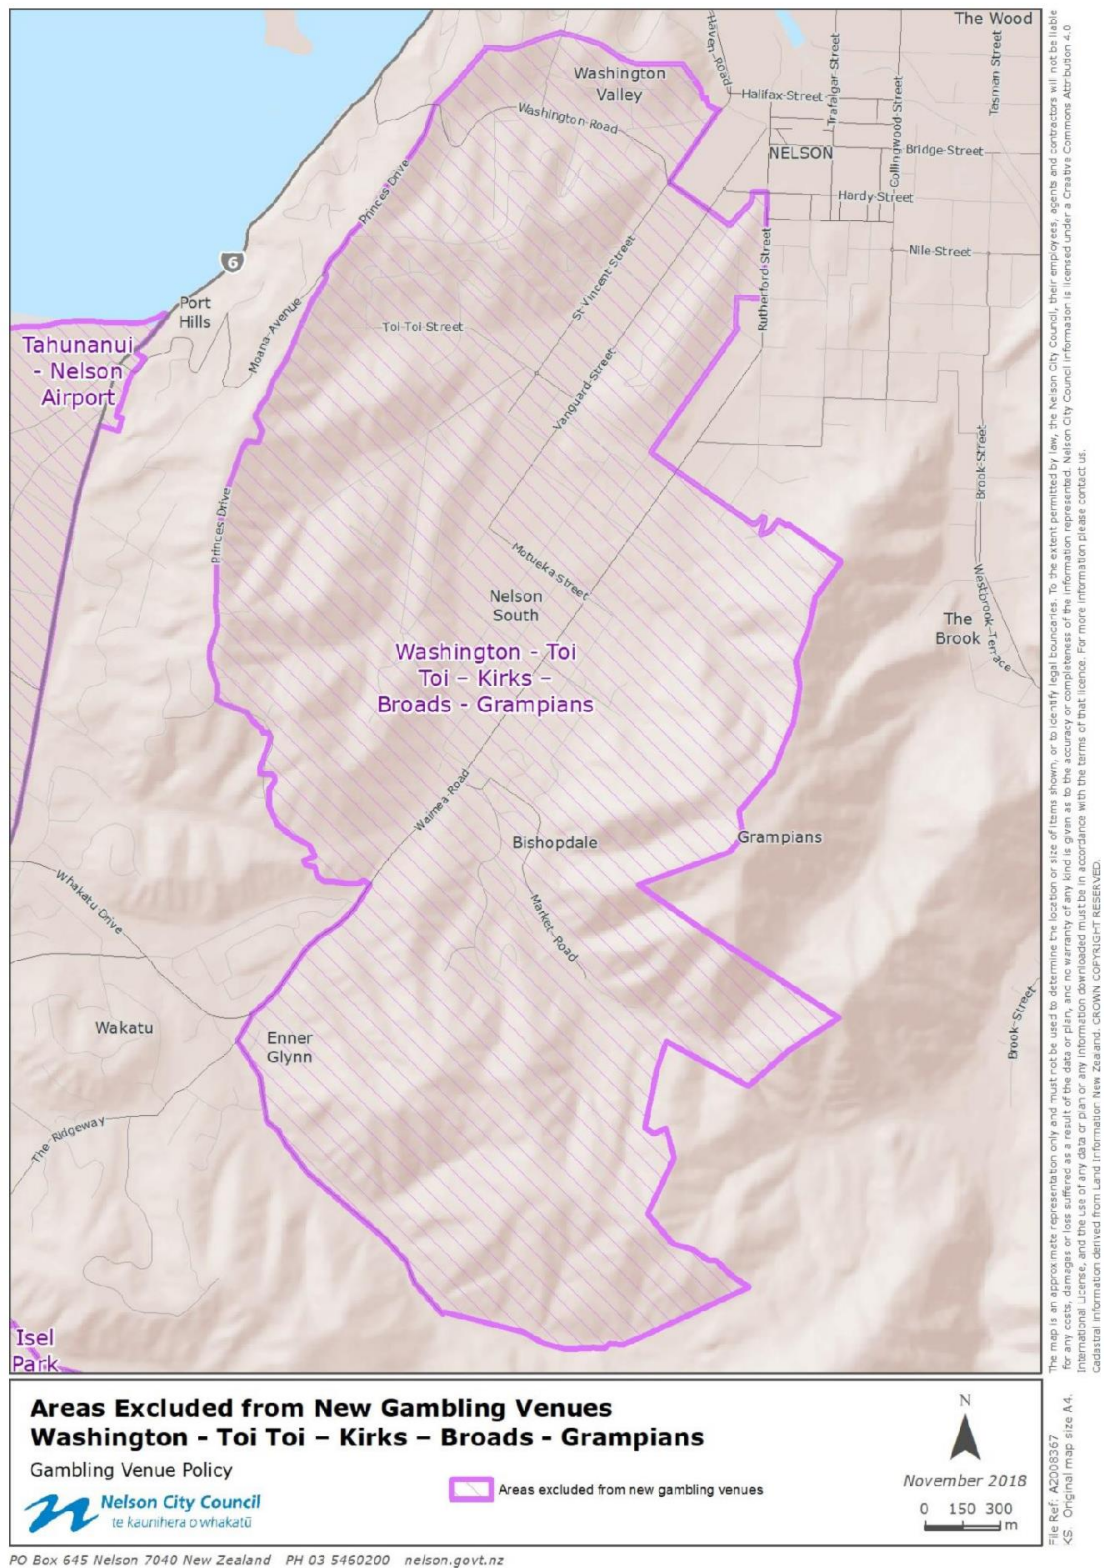 The Wood
Haven Road
Trafalgar Street
Collingwood Street
Tasman Street
Washington
Valley
Halifax Street
Washington Road
NELSON
Bridge Street
Princes Drive
Hardy Street
6
Rutherford Street
Nile Street
St Vincent Street
Port
Hills
Moana Avenue
Toi Toi Street
Tahunanui
- Nelson
Airport
Vanguard Street
Brook Street
Princes Drive
Motueka Street
Nelson
South
Westbrook Terrace
The
Brook
Washington - Toi
Toi – Kirks –
Broads - Grampians
Waimea Road
Bishopdale
Grampians
Whakatu Drive
Market Road
Wakatu
Enner
Glynn
Brook Street
The Ridgeway
Isel
Park
The map is an approximate representation only and must not be used to determine the location or size of items shown, or to identify legal boundaries. To the extent permitted by law, the Nelson City Council, their employees, agents and contractors will not be liable
for any costs, damages or loss suffered as a result of the data or plan, and no warranty of any kind is given as to the accuracy or completeness of the information represented. Nelson City Council information is licensed under a Creative Commons Attribution 4.0
International License, and the use of any data or plan or any information downloaded must be in accordance with the terms of that licence. For more information please contact us.
Cadastral information derived from Land Information New Zealand. CROWN COPYRIGHT RESERVED.
Areas Excluded from New Gambling Venues
Washington - Toi Toi – Kirks – Broads - Grampians
Gambling Venue Policy
Nelson City Council
te kaunihera o whakatū
Areas excluded from new gambling venues
N
November 2018
0 150 300
m
File Ref: A2008367
KS. Original map size A4.
PO Box 645 Nelson 7040 New Zealand PH 03 5460200 nelson.govt.nz